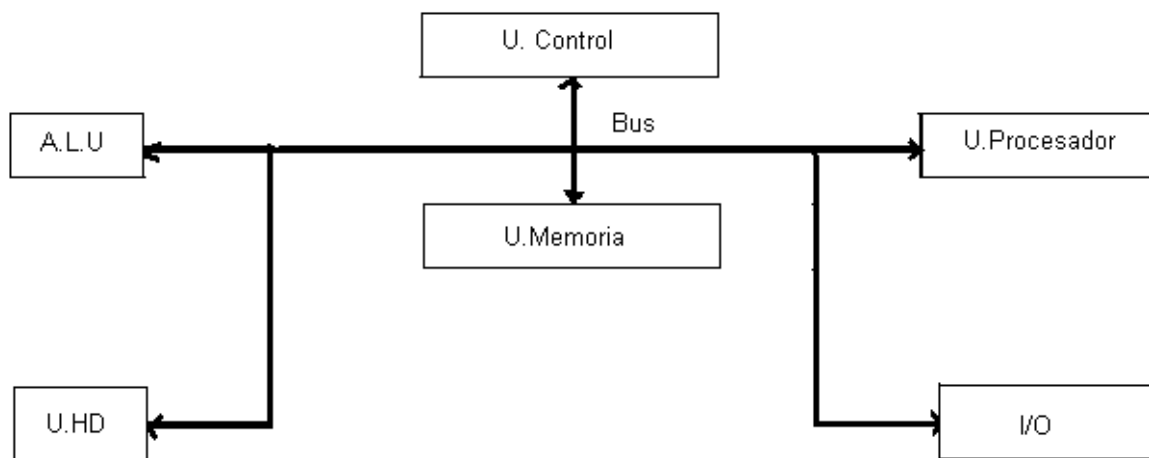 U. Control
Bus
A.L.U
U.Procesador
U.Memoria
U.HD
I/O